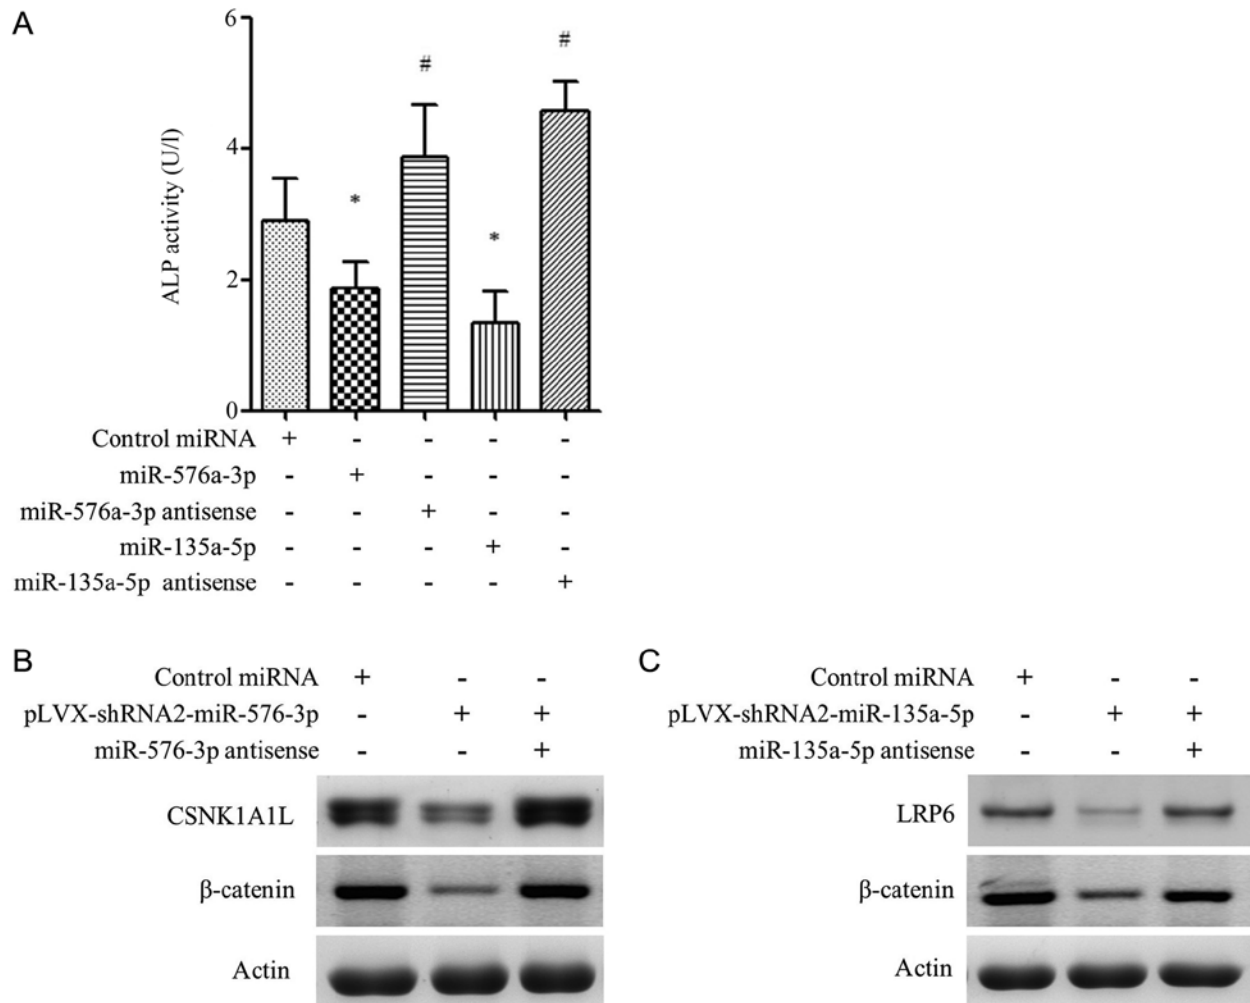 A
6
4
2
0
ALP activity (U/l)
*
#
*
#
Control miRNA + - - - -
miR-576a-3p - + - - -
miR-576a-3p antisense - - + - -
miR-135a-5p - - - + -
miR-135a-5p antisense - - - - +
B
Control miRNA + - -
pLVX-shRNA2-miR-576-3p - + +
miR-576-3p antisense - - +
CSNK1A1L
β-catenin
Actin
C
Control miRNA + - -
pLVX-shRNA2-miR-135a-5p - + +
miR-135a-5p antisense - - +
LRP6
β-catenin
Actin